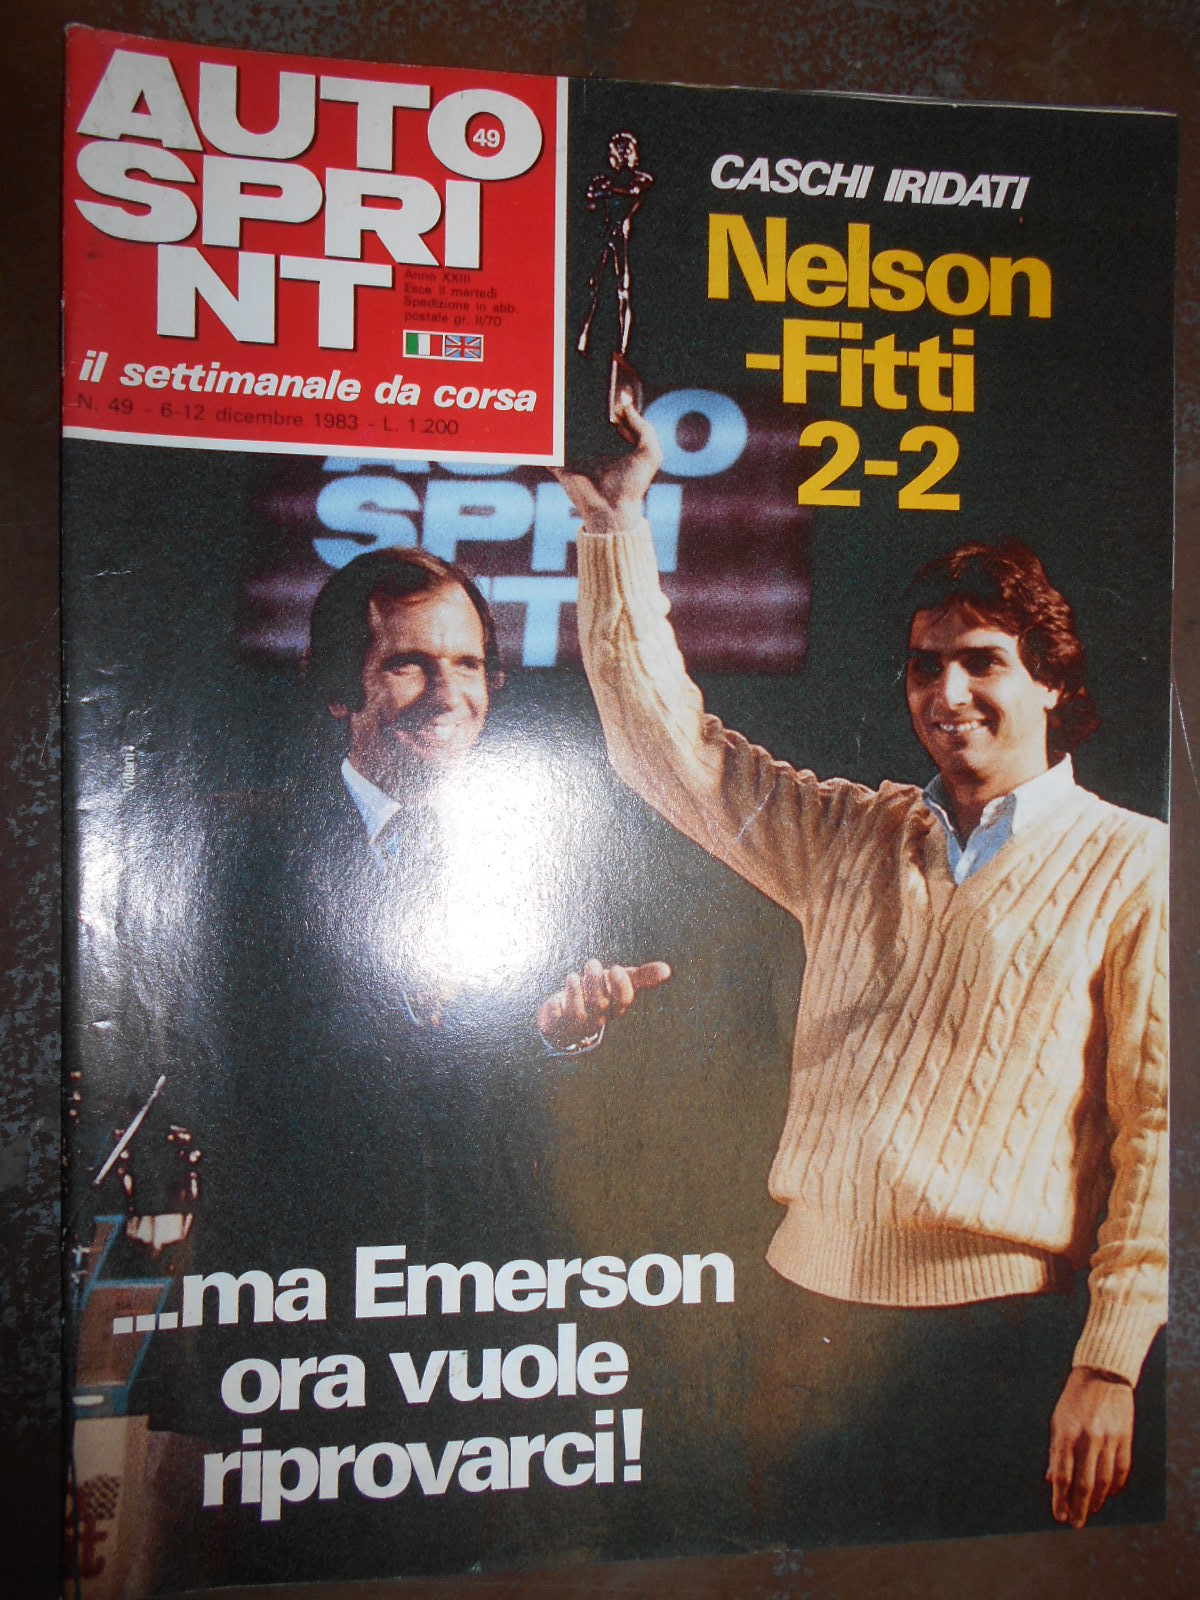 AUTO
49
SPRI
NT
Anno XXIII
Esce il martedì
Spedizione in abb.
postale gr. II/70
il settimanale da corsa
N. 49 - 6-12 dicembre 1983 - L. 1.200
CASCHI IRIDATI
Nelson
-Fitti
2-2
AUTO
SPRI
NT
...ma Emerson
ora vuole
riprovarci!